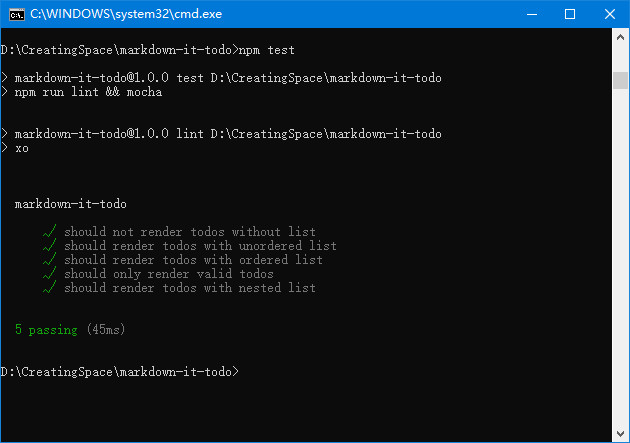 C:\WINDOWS\system32\cmd.exe
D:\CreatingSpace\markdown-it-todo>npm test
> markdown-it-todo@1.0.0 test D:\CreatingSpace\markdown-it-todo
> npm run lint && mocha
> markdown-it-todo@1.0.0 lint D:\CreatingSpace\markdown-it-todo
> xo
markdown-it-todo
√ should not render todos without list
√ should render todos with unordered list
√ should render todos with ordered list
√ should only render valid todos
√ should render todos with nested list
5 passing (45ms)
D:\CreatingSpace\markdown-it-todo>